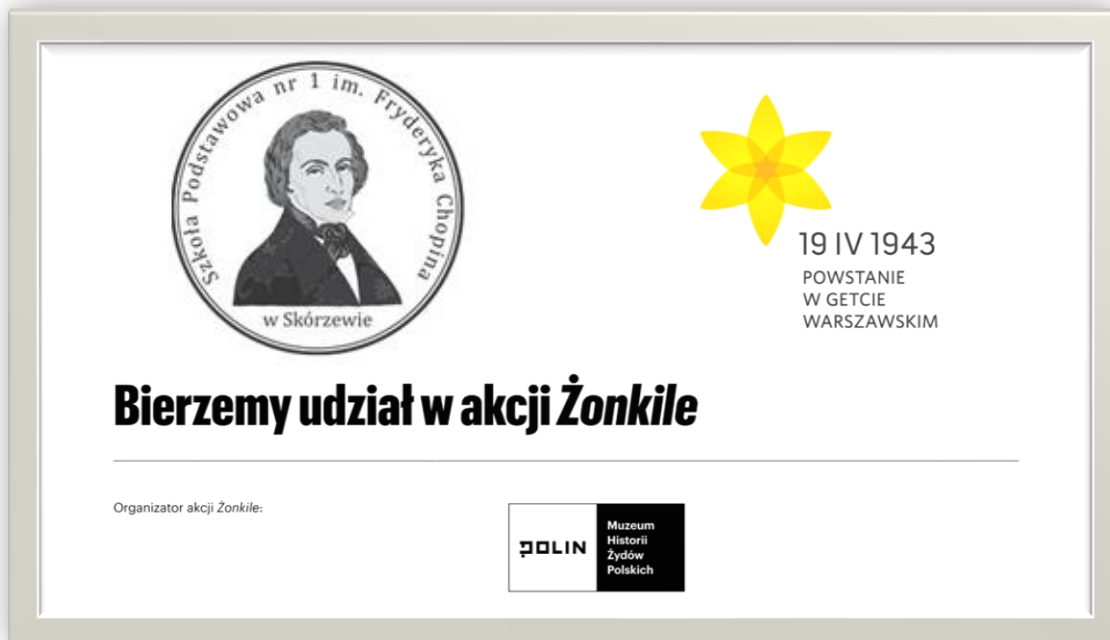 Szkoła Podstawowa nr 1 im. Fryderyka Chopina
w Skórzewie
19 IV 1943
POWSTANIE
W GETCIE
WARSZAWSKIM
Bierzemy udział w akcji Żonkile
Organizator akcji Żonkile:
POLIN
Muzeum
Historii
Żydów
Polskich